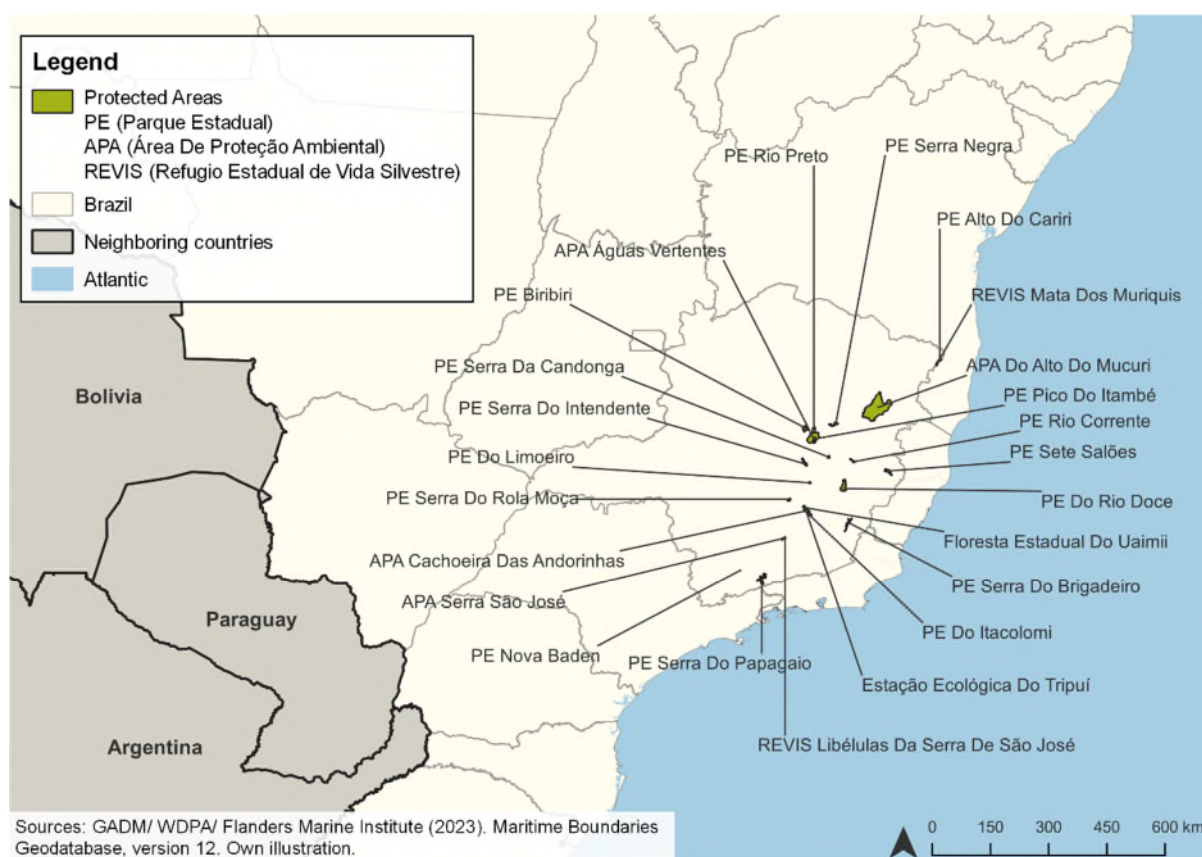 Legend
Protected Areas
PE (Parque Estadual)
APA (Área De Proteção Ambiental)
REVIS (Refugio Estadual de Vida Silvestre)
Brazil
Neighboring countries
Atlantic
PE Rio Preto
PE Serra Negra
PE Alto Do Cariri
APA Águas Vertentes
PE Biribiri
REVIS Mata Dos Muriquis
PE Serra Da Candonga
APA Do Alto Do Mucuri
PE Pico Do Itambé
PE Serra Do Intendente
PE Rio Corrente
PE Do Limoeiro
PE Sete Salões
PE Serra Do Rola Moça
PE Do Rio Doce
Floresta Estadual Do Uaimii
APA Cachoeira Das Andorinhas
PE Serra Do Brigadeiro
APA Serra São José
PE Do Itacolomi
PE Nova Baden
PE Serra Do Papagaio
Estação Ecológica Do Tripuí
REVIS Libélulas Da Serra De São José
Bolivia
Paraguay
Argentina
Sources: GADM/ WDPA/ Flanders Marine Institute (2023). Maritime Boundaries
Geodatabase, version 12. Own illustration.
0 150 300 450 600 km